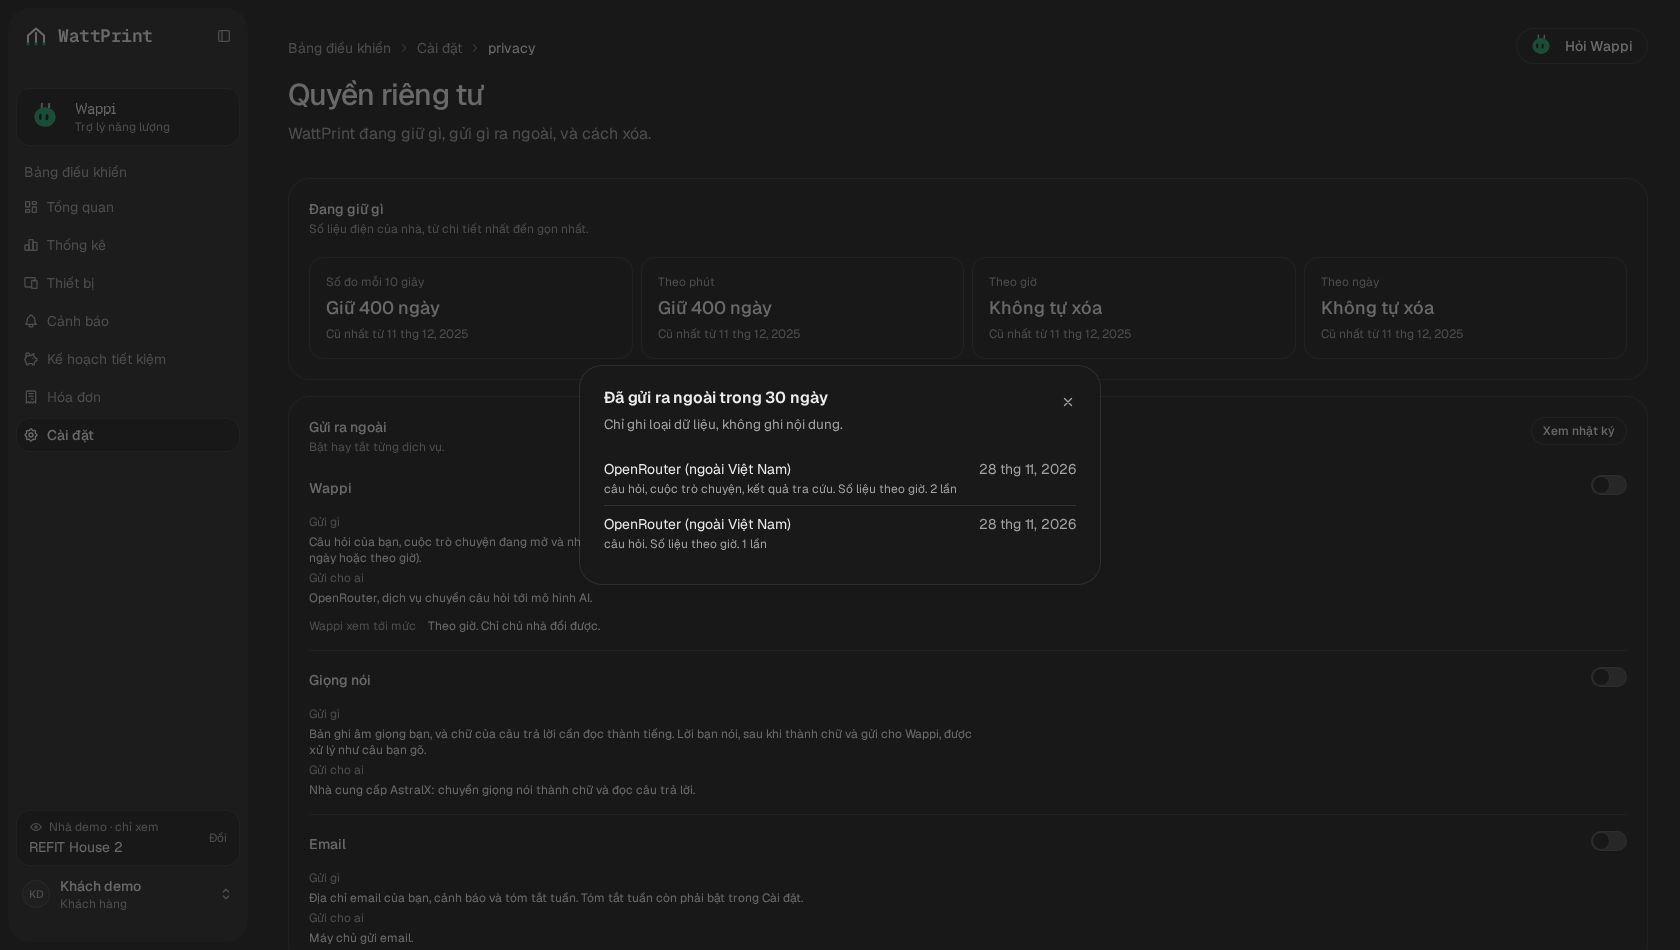 WattPrint
Wappi
Trợ lý năng lượng
Bảng điều khiển
Tổng quan
Thống kê
Thiết bị
Cảnh báo
Kế hoạch tiết kiệm
Hóa đơn
Cài đặt
Nhà demo · chỉ xem
REFIT House 2
Đổi
KD
Khách demo
Khách hàng
Bảng điều khiển > Cài đặt > privacy
Hỏi Wappi
Quyền riêng tư
WattPrint đang giữ gì, gửi gì ra ngoài, và cách xóa.
Đang giữ gì
Số liệu điện của nhà, từ chi tiết nhất đến gọn nhất.
Số đo mỗi 10 giây
Giữ 400 ngày
Cũ nhất từ 11 thg 12, 2025
Theo phút
Giữ 400 ngày
Cũ nhất từ 11 thg 12, 2025
Theo giờ
Không tự xóa
Cũ nhất từ 11 thg 12, 2025
Theo ngày
Không tự xóa
Cũ nhất từ 11 thg 12, 2025
Đã gửi ra ngoài trong 30 ngày
Chỉ ghi loại dữ liệu, không ghi nội dung.
OpenRouter (ngoài Việt Nam)
28 thg 11, 2026
câu hỏi, cuộc trò chuyện, kết quả tra cứu. Số liệu theo giờ. 2 lần
OpenRouter (ngoài Việt Nam)
28 thg 11, 2026
câu hỏi. Số liệu theo giờ. 1 lần
Gửi ra ngoài
Bật hay tắt từng dịch vụ.
Xem nhật ký
Wappi
Gửi gì
Câu hỏi của bạn, cuộc trò chuyện đang mở và nh
ngày hoặc theo giờ).
Gửi cho ai
OpenRouter, dịch vụ chuyển câu hỏi tới mô hình AI.
Wappi xem tới mức Theo giờ. Chỉ chủ nhà đổi được.
Giọng nói
Gửi gì
Bản ghi âm giọng bạn, và chữ của câu trả lời cần đọc thành tiếng. Lời bạn nói, sau khi thành chữ và gửi cho Wappi, được
xử lý như câu bạn gõ.
Gửi cho ai
Nhà cung cấp AstralX: chuyển giọng nói thành chữ và đọc câu trả lời.
Email
Gửi gì
Địa chỉ email của bạn, cảnh báo và tóm tắt tuần. Tóm tắt tuần còn phải bật trong Cài đặt.
Gửi cho ai
Máy chủ gửi email.